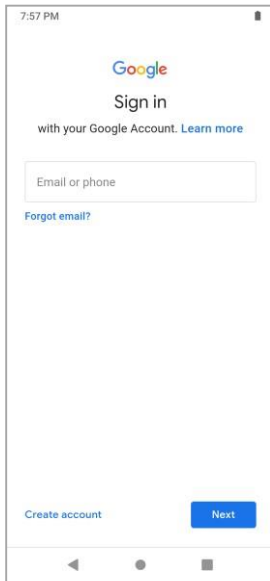 7:57 PM
Google
Sign in
with your Google Account. Learn more
Email or phone
Forgot email?
Create account
Next